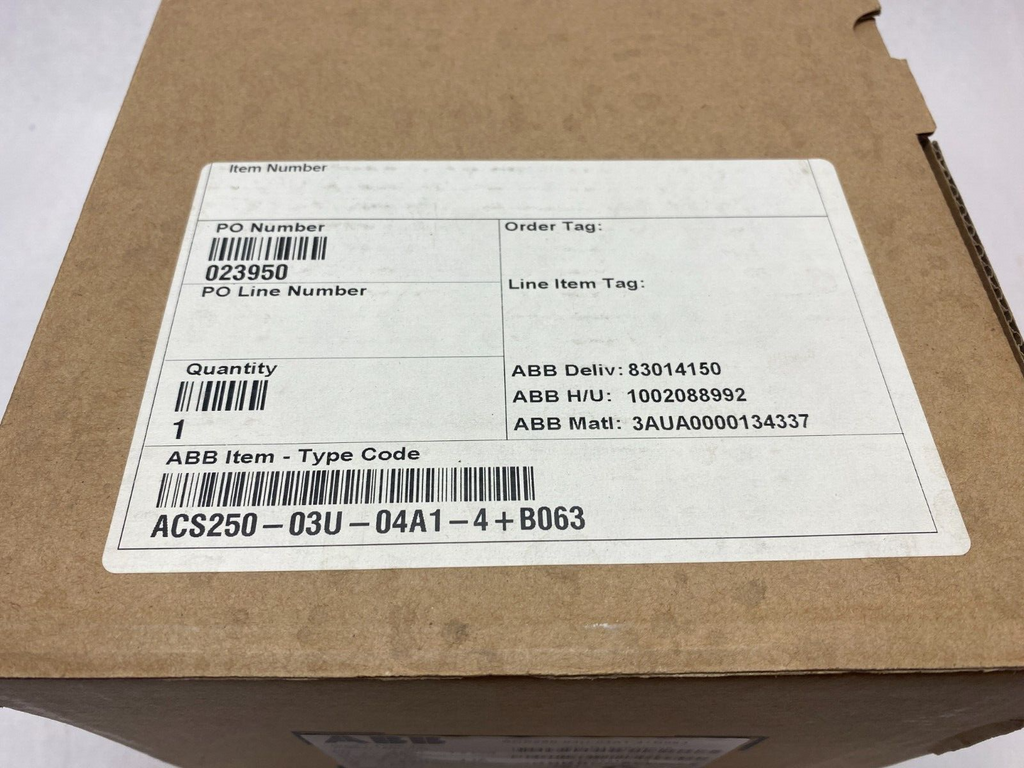 Item Number
PO Number
023950
PO Line Number
Quantity
1
Order Tag:
Line Item Tag:
ABB Deliv: 83014150
ABB H/U: 1002088992
ABB Matl: 3AUA0000134337
ABB Item - Type Code
ACS250-03U-04A1-4+B063
ABB